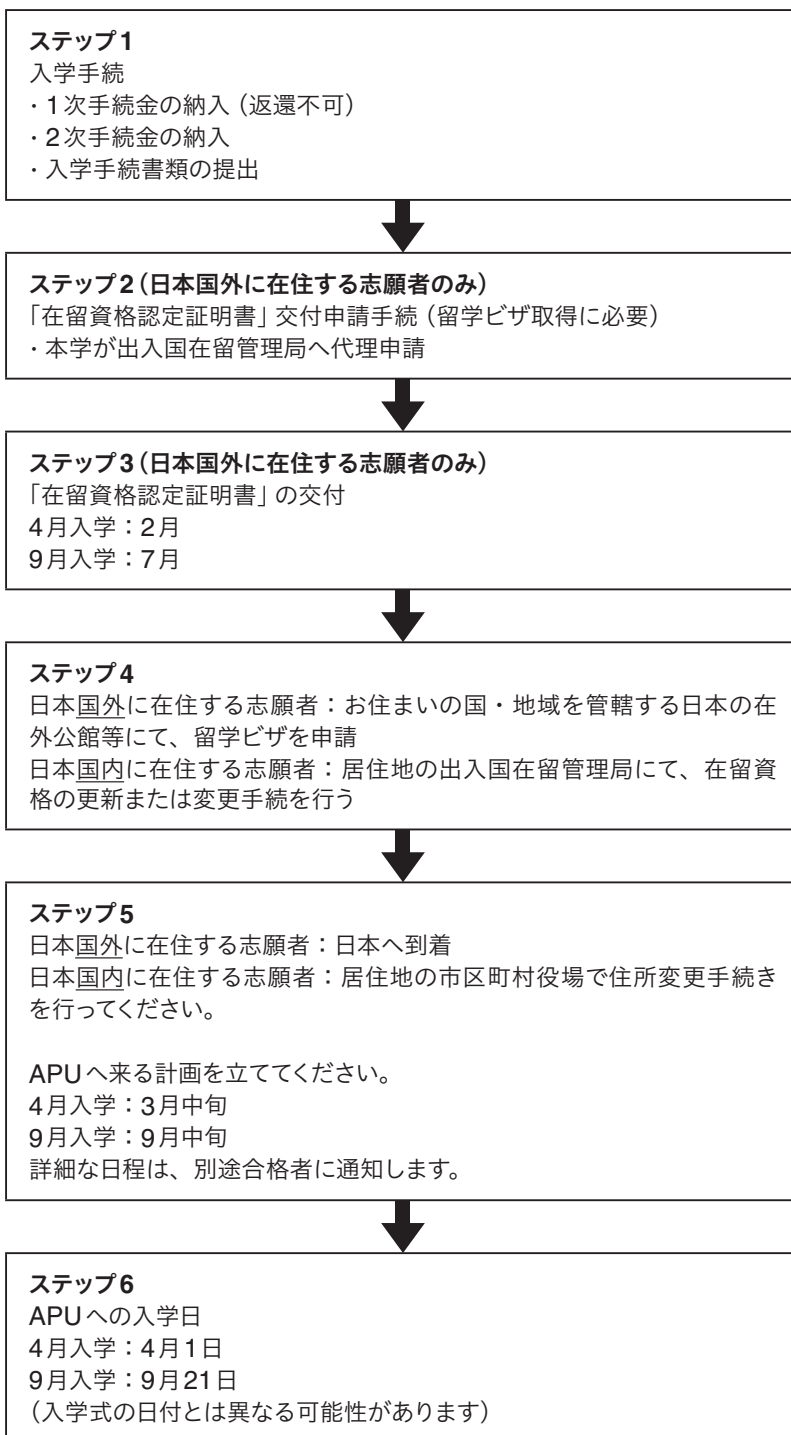 ステップ1
入学手続
・1次手続金の納入（返還不可）
・2次手続金の納入
・入学手続書類の提出
ステップ2（日本国外に在住する志願者のみ）
「在留資格認定証明書」交付申請手続（留学ビザ取得に必要）
・本学が出入国在留管理局へ代理申請
ステップ3（日本国外に在住する志願者のみ）
「在留資格認定証明書」の交付
4月入学：2月
9月入学：7月
ステップ4
日本国外に在住する志願者：お住まいの国・地域を管轄する日本の在
外公館等にて、留学ビザを申請
日本国内に在住する志願者：居住地の出入国在留管理局にて、在留資
格の更新または変更手続を行う
ステップ5
日本国外に在住する志願者：日本へ到着
日本国内に在住する志願者：居住地の市区町村役場で住所変更手続き
を行ってください。
APUへ来る計画を立ててください。
4月入学：3月中旬
9月入学：9月中旬
詳細な日程は、別途合格者に通知します。
ステップ6
APUへの入学日
4月入学：4月1日
9月入学：9月21日
（入学式の日付とは異なる可能性があります）